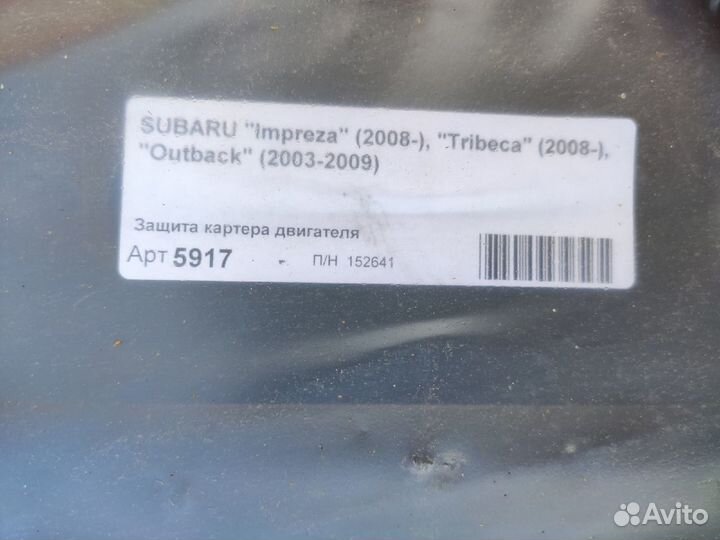 SUBARU "Impreza" (2008-), "Tribeca" (2008-),
"Outback" (2003-2009)
Защита картера двигателя
Арт 5917 - П/Н 152641
Avito